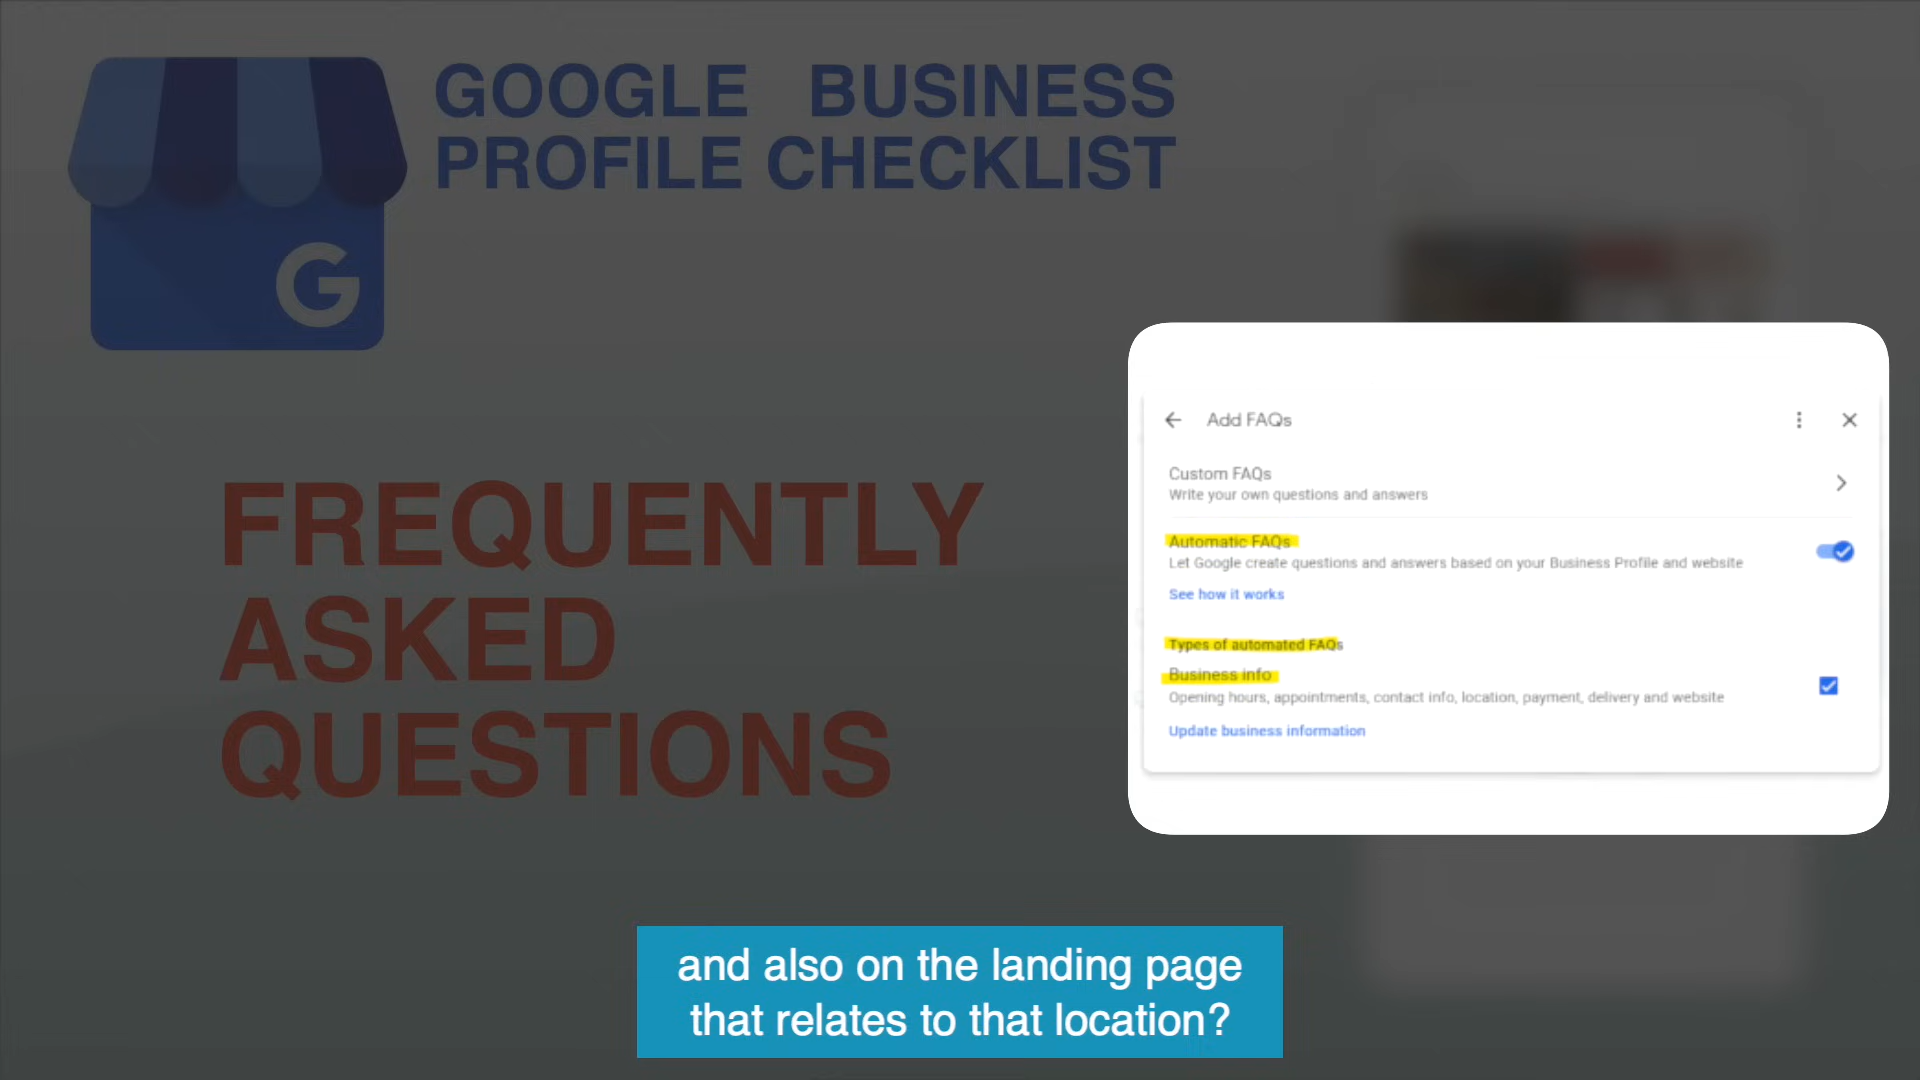 GOOGLE BUSINESS
PROFILE CHECKLIST
G
FREQUENTLY
ASKED
QUESTIONS
Add FAQs
Custom FAQs
Write your own questions and answers
Automatic FAQs
Let Google create questions and answers based on your Business Profile and website
See how it works
Types of automated FAQs
Business info
Opening hours, appointments, contact info, location, payment, delivery and website
Update business information
and also on the landing page
that relates to that location?